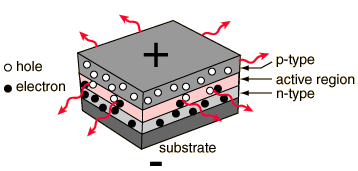 +
p-type
hole
active region
electron
n-type
substrate
-